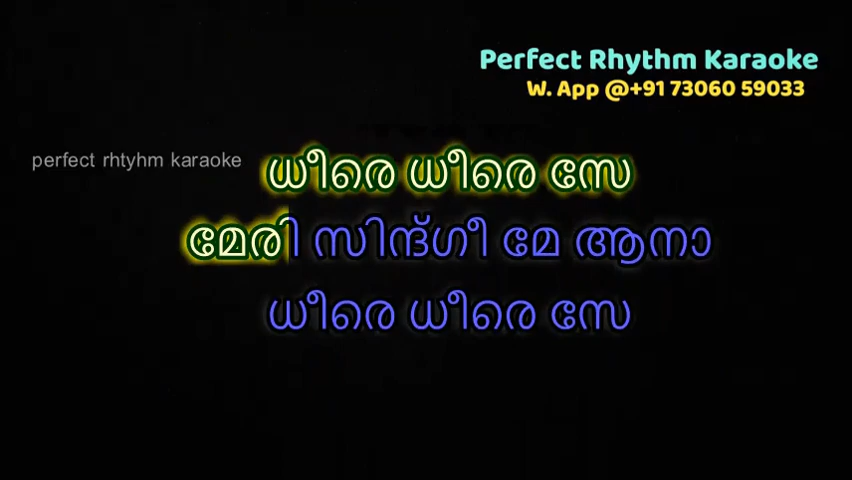 Perfect Rhythm Karaoke
W. App @+91 73060 59033
perfect rhtyhm karaoke
ധീരെ ധീരെ സേ
മേരി സിന്ദ്ഗീ മേ ആനാ
ധീരെ ധീരെ സേ